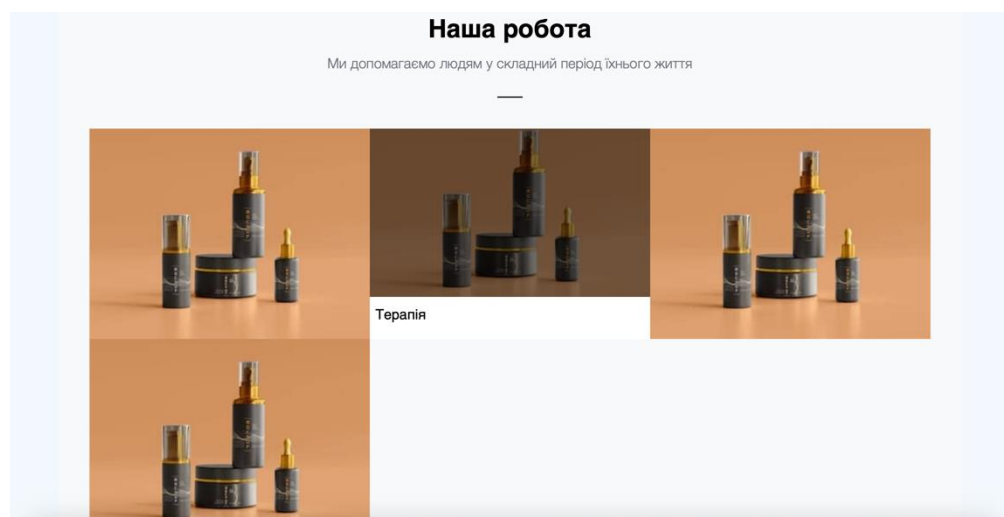 Наша робота
Ми допомагаємо людям у складний період їхнього життя
Терапія